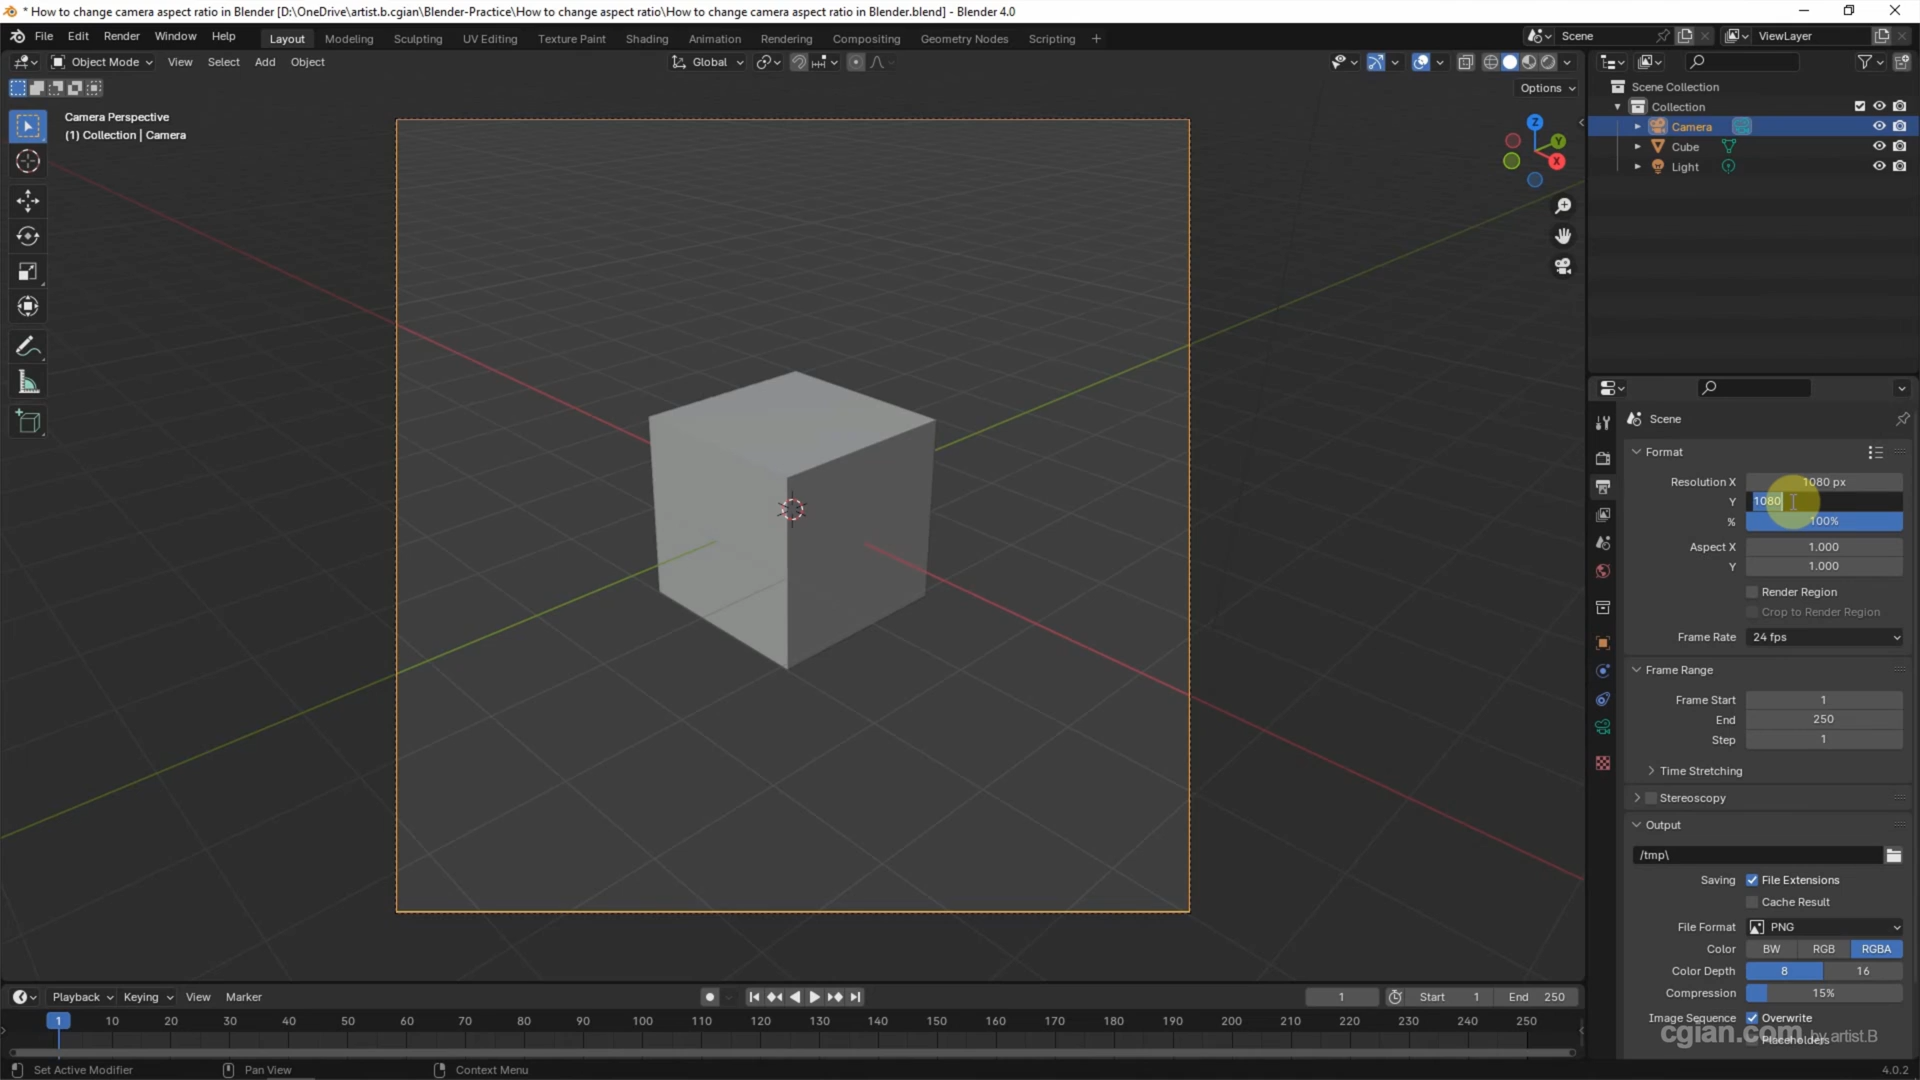 * How to change camera aspect ratio in Blender [D:\OneDrive\artist.b.cgian\Blender-Practice\How to change aspect ratio\How to change camera aspect ratio in Blender.blend] - Blender 4.0
File Edit Render Window Help Layout Modeling Sculpting UV Editing Texture Paint Shading Animation Rendering Compositing Geometry Nodes Scripting + Scene ViewLayer
Object Mode View Select Add Object Global
Options
Camera Perspective
(1) Collection | Camera
Z
Y
X
Scene Collection
Collection
Camera
Cube
Light
Scene
Format
Resolution X 1080 px
Y 1080
% 100%
Aspect X 1.000
Y 1.000
Render Region
Crop to Render Region
Frame Rate 24 fps
Frame Range
Frame Start 1
End 250
Step 1
Time Stretching
Stereoscopy
Output
/tmp\
Saving File Extensions
Cache Result
File Format PNG
Color BW RGB RGBA
Color Depth 8 16
Compression 15%
Image Sequence Overwrite
Placeholders
cgian.com by artist.B
Playback Keying View Marker 1 Start 1 End 250
1 10 20 30 40 50 60 70 80 90 100 110 120 130 140 150 160 170 180 190 200 210 220 230 240 250
Set Active Modifier Pan View Context Menu 4.0.2